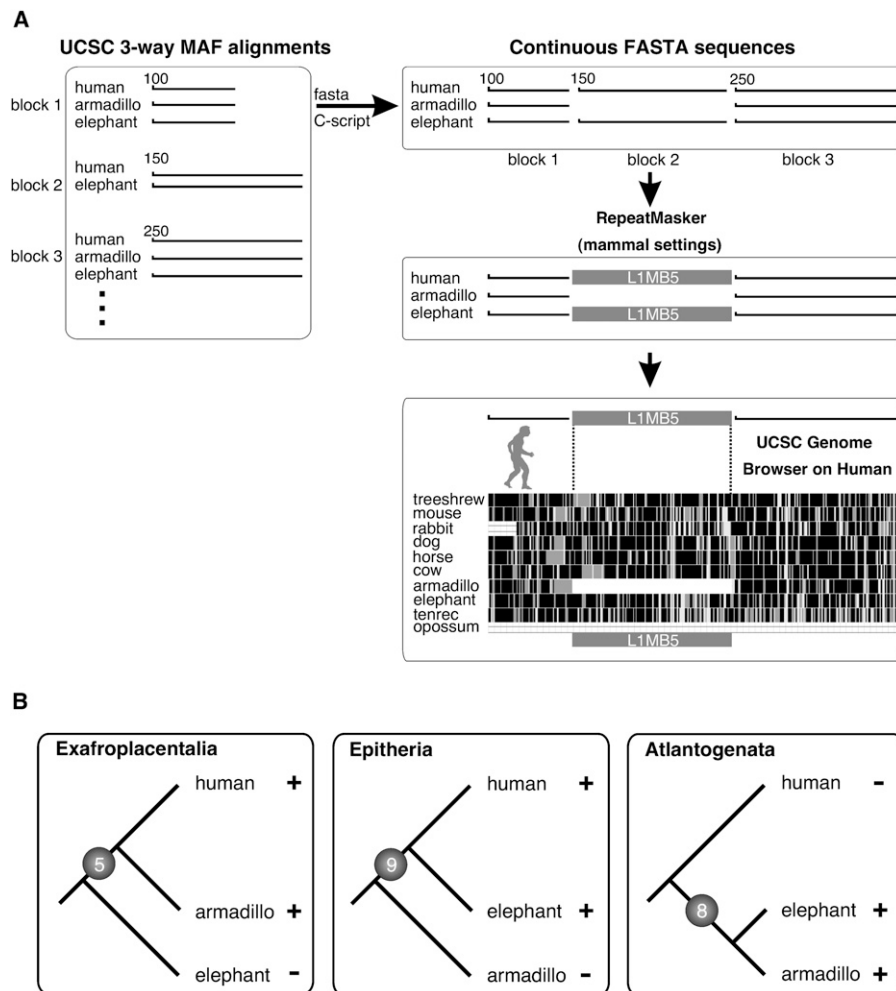 A
UCSC 3-way MAF alignments
block 1
100
human
armadillo
elephant
block 2
150
human
elephant
block 3
250
human
armadillo
elephant
fasta
C-script
Continuous FASTA sequences
100 150 250
human
armadillo
elephant
block 1 block 2 block 3
RepeatMasker
(mammal settings)
human L1MB5
armadillo
elephant L1MB5
L1MB5
UCSC Genome
Browser on Human
treeshrew
mouse
rabbit
dog
horse
cow
armadillo
elephant
tenrec
opossum
L1MB5
B
Exafroplacentalia
human +
5
armadillo +
elephant -
Epitheria
human +
9
elephant +
armadillo -
Atlantogenata
human -
8
elephant +
armadillo +